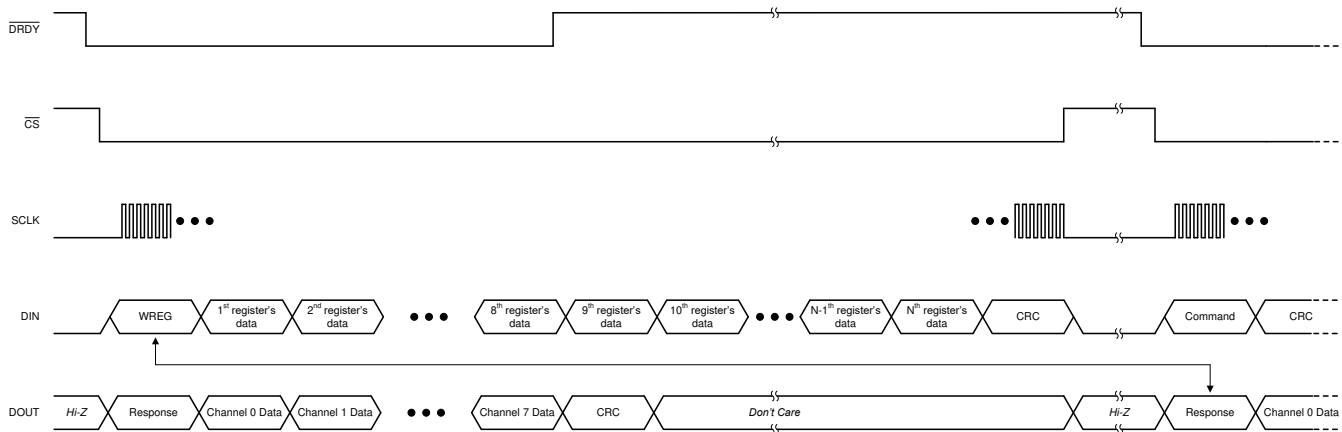 DRDY
CS
SCLK
DIN
WREG
1st register's
data
2nd register's
data
8th register's
data
9th register's
data
10th register's
data
N-1th register's
data
Nth register's
data
CRC
Command
CRC
DOUT
Hi-Z
Response
Channel 0 Data
Channel 1 Data
Channel 7 Data
CRC
Don't Care
Hi-Z
Response
Channel 0 Data